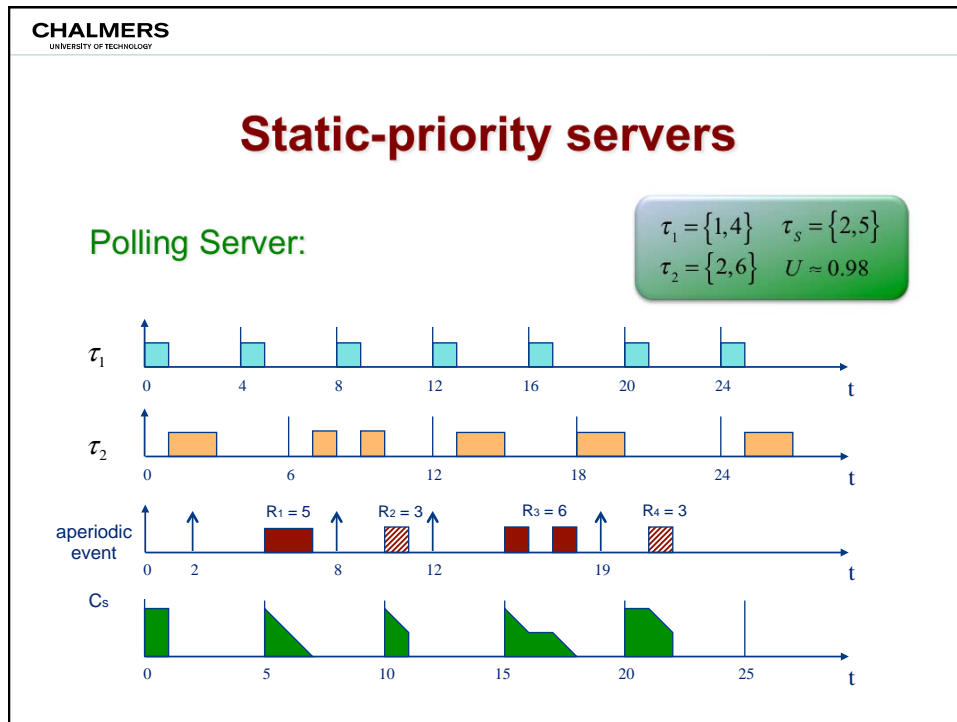 CHALMERS
UNIVERSITY OF TECHNOLOGY
Static-priority servers
Polling Server:
τ₁ = {1,4} τ_S = {2,5}
τ₂ = {2,6} U ≈ 0.98
τ₁
0 4 8 12 16 20 24 t
τ₂
0 6 12 18 24 t
R₁ = 5 R₂ = 3 R₃ = 6 R₄ = 3
aperiodic
event
0 2 8 12 19 t
Cs
0 5 10 15 20 25 t